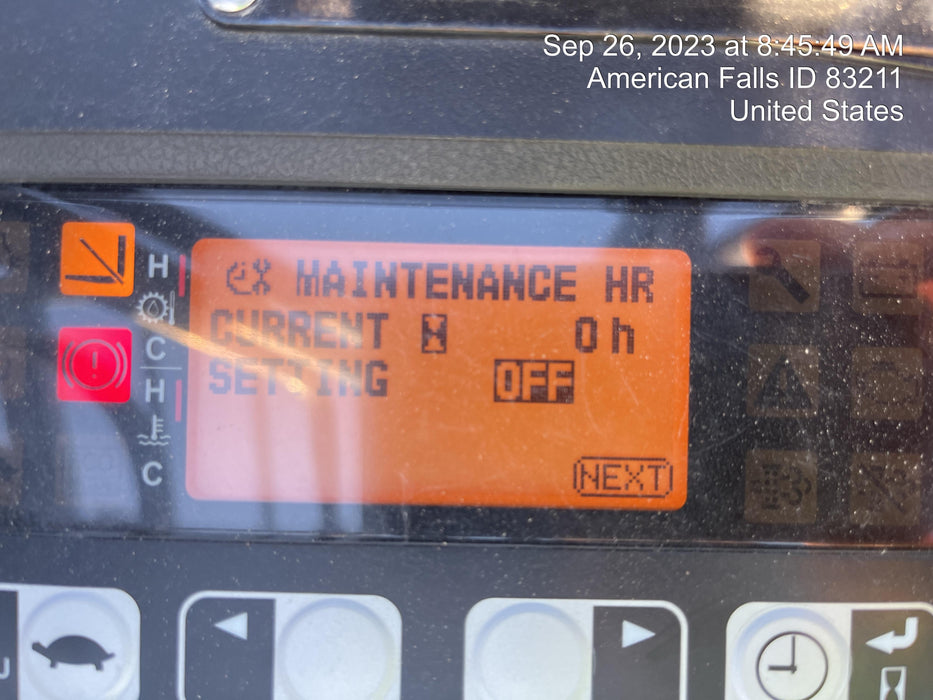 Sep 26, 2023 at 8:45:49 AM
American Falls ID 83211
United States
H
MAINTENANCE HR
CURRENT 0h
C
SETTING OFF
H
C
NEXT